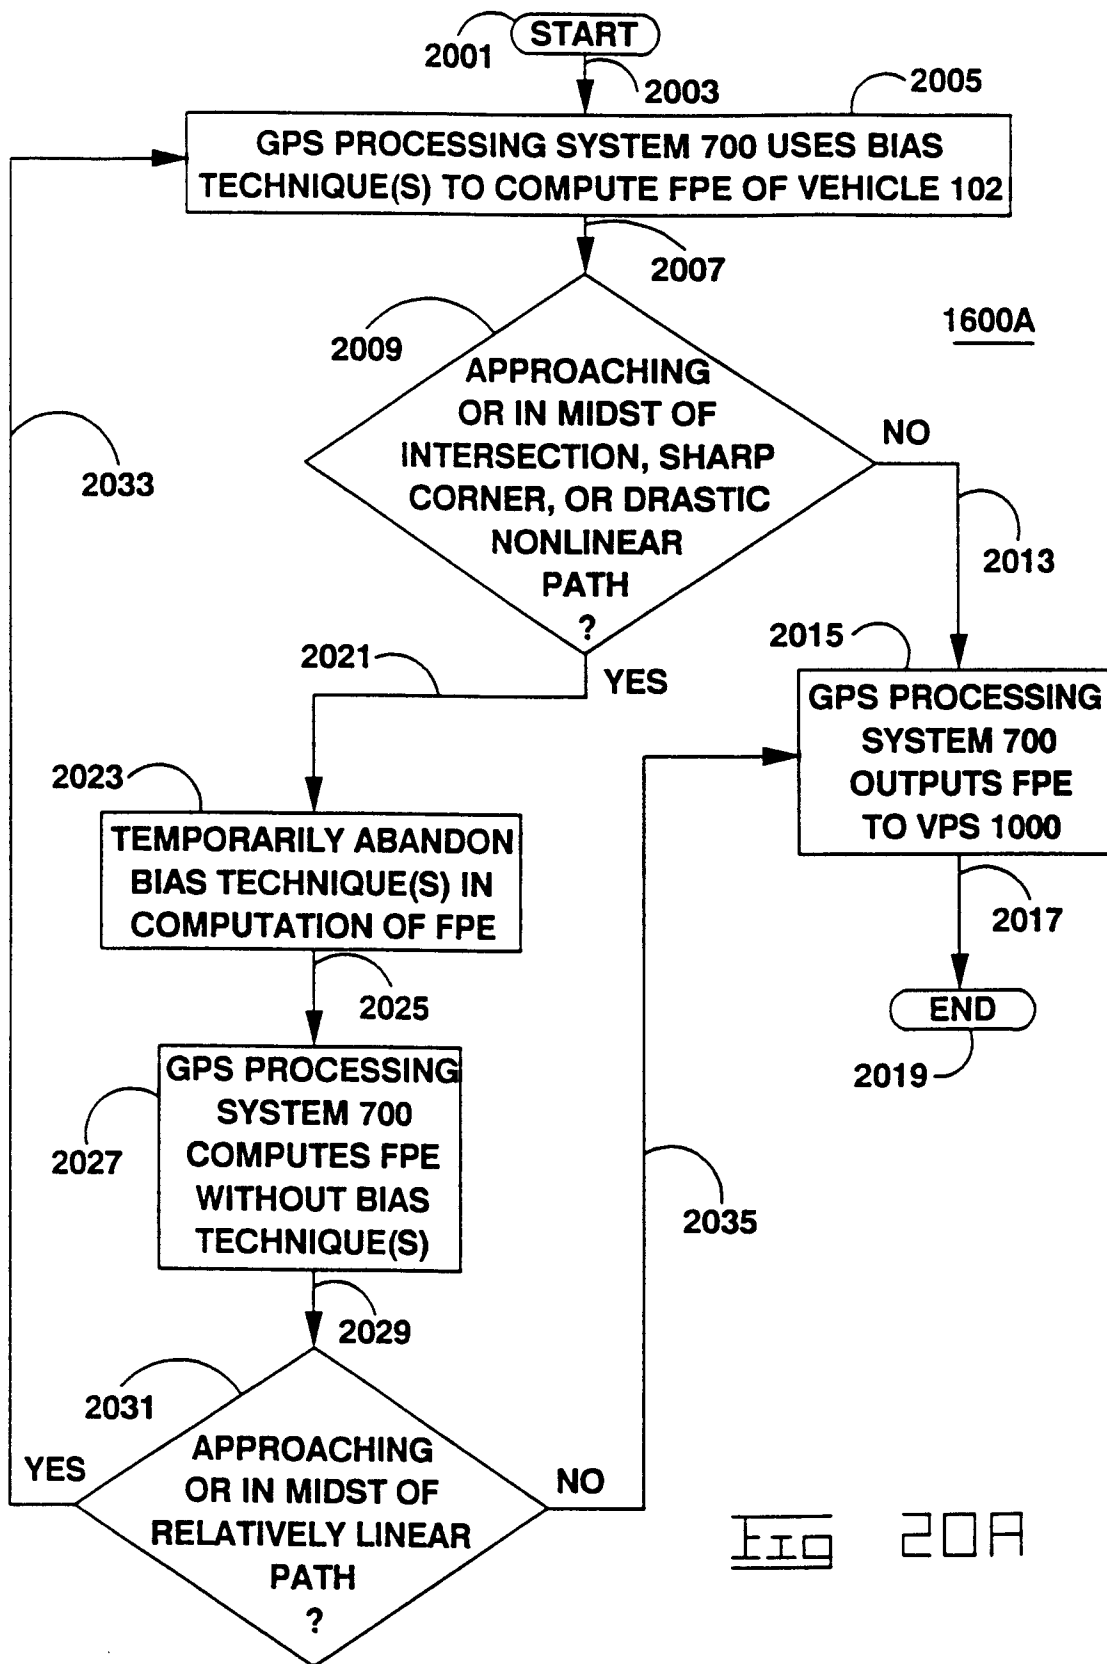 START
2001
2003
2005
GPS PROCESSING SYSTEM 700 USES BIAS
TECHNIQUE(S) TO COMPUTE FPE OF VEHICLE 102
2007
1600A
2009
APPROACHING
OR IN MIDST OF
INTERSECTION, SHARP
CORNER, OR DRASTIC
NONLINEAR
PATH
?
NO
2033
2013
2015
2021
YES
GPS PROCESSING
SYSTEM 700
OUTPUTS FPE
TO VPS 1000
2023
TEMPORARILY ABANDON
BIAS TECHNIQUE(S) IN
COMPUTATION OF FPE
2017
2025
END
2019
GPS PROCESSING
SYSTEM 700
COMPUTES FPE
WITHOUT BIAS
TECHNIQUE(S)
2027
2035
2029
2031
APPROACHING
OR IN MIDST OF
RELATIVELY LINEAR
PATH
?
YES
NO
Fig 20A